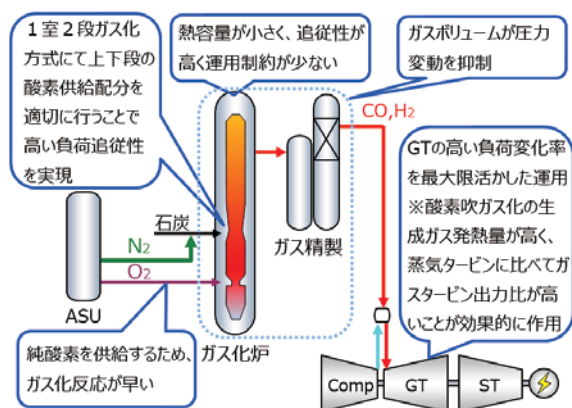 １室２段ガス化
方式にて上下段の
酸素供給配分を
適切に行うことで
高い負荷追従性
を実現
熱容量が小さく、追従性が
高く運用制約が少ない
ガスボリュームが圧力
変動を抑制
CO,H₂
GTの高い負荷変化率
を最大限活かした運用
※酸素吹ガス化の生
成ガス発熱量が高く、
蒸気タービンに比べてガ
スタービン出力比が高
いことが効果的に作用
石炭
N₂
O₂
ASU
ガス精製
ガス化炉
純酸素を供給するため、
ガス化反応が早い
Comp
GT
ST